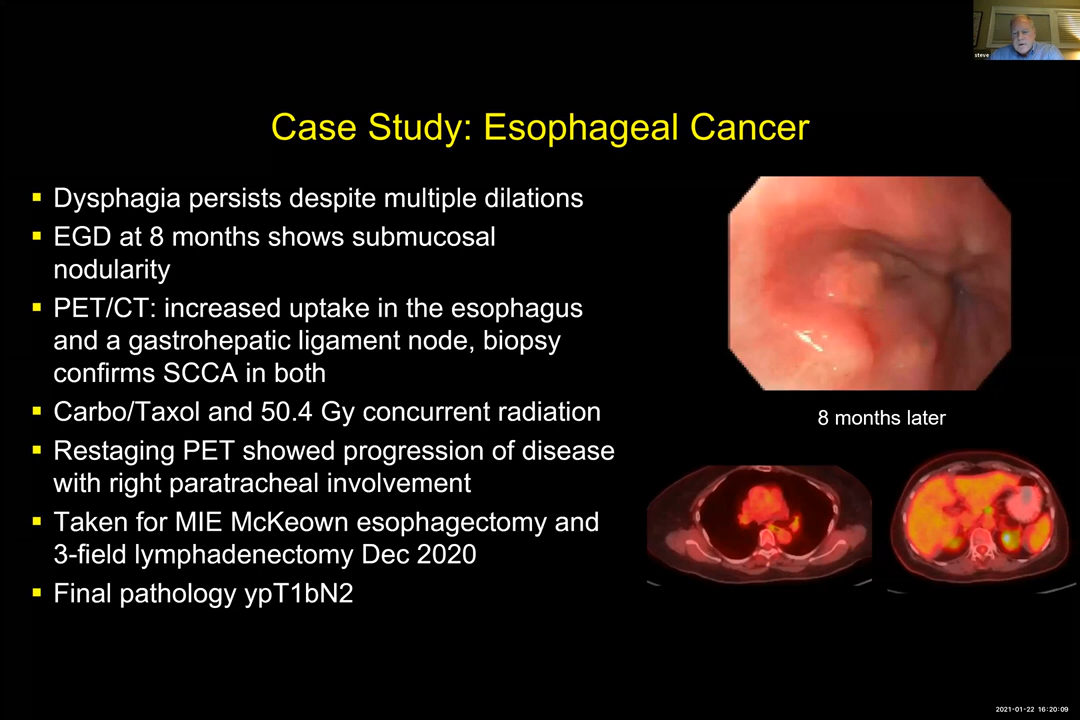 steve
Case Study: Esophageal Cancer
▪ Dysphagia persists despite multiple dilations
▪ EGD at 8 months shows submucosal
nodularity
▪ PET/CT: increased uptake in the esophagus
and a gastrohepatic ligament node, biopsy
confirms SCCA in both
▪ Carbo/Taxol and 50.4 Gy concurrent radiation
▪ Restaging PET showed progression of disease
with right paratracheal involvement
▪ Taken for MIE McKeown esophagectomy and
3-field lymphadenectomy Dec 2020
▪ Final pathology ypT1bN2
8 months later
2021-01-22 16:20:09